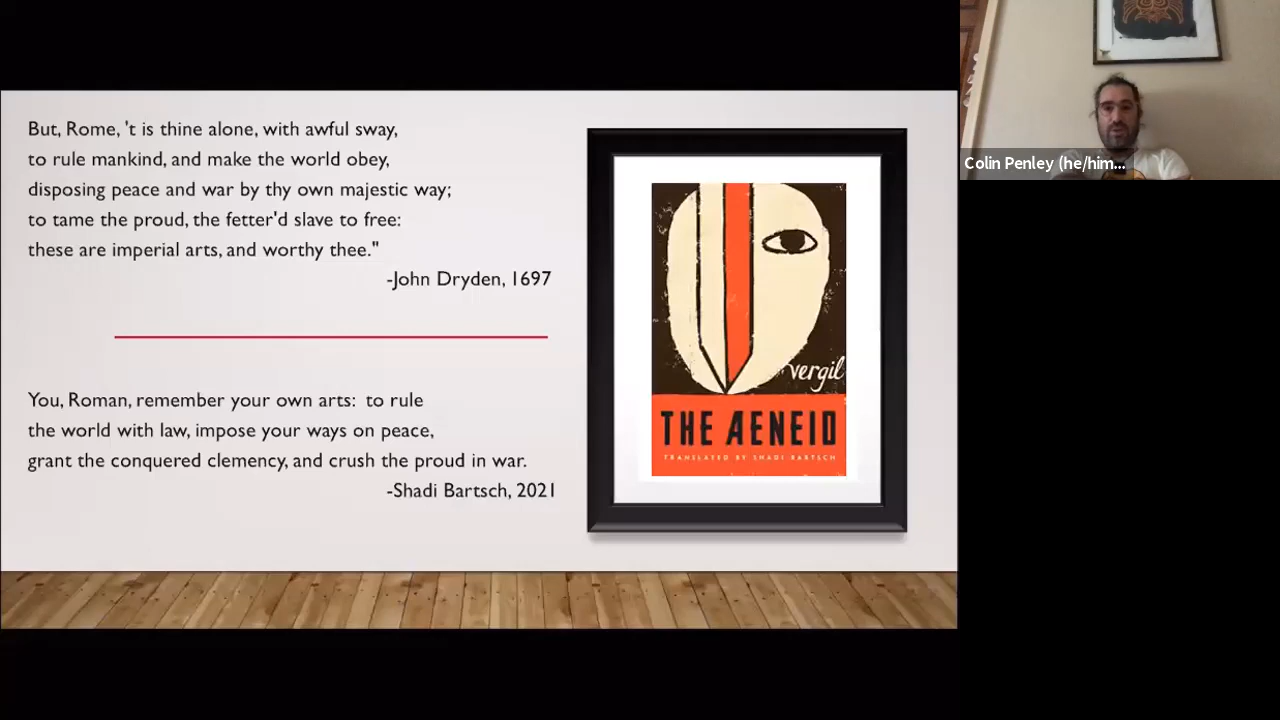 But, Rome, 't is thine alone, with awful sway,
to rule mankind, and make the world obey,
disposing peace and war by thy own majestic way;
to tame the proud, the fetter'd slave to free:
these are imperial arts, and worthy thee."
-John Dryden, 1697
You, Roman, remember your own arts: to rule
the world with law, impose your ways on peace,
grant the conquered clemency, and crush the proud in war.
-Shadi Bartsch, 2021
vergil
THE AENEID
TRANSLATED BY SHADI BARTSCH
Colin Penley (he/him...